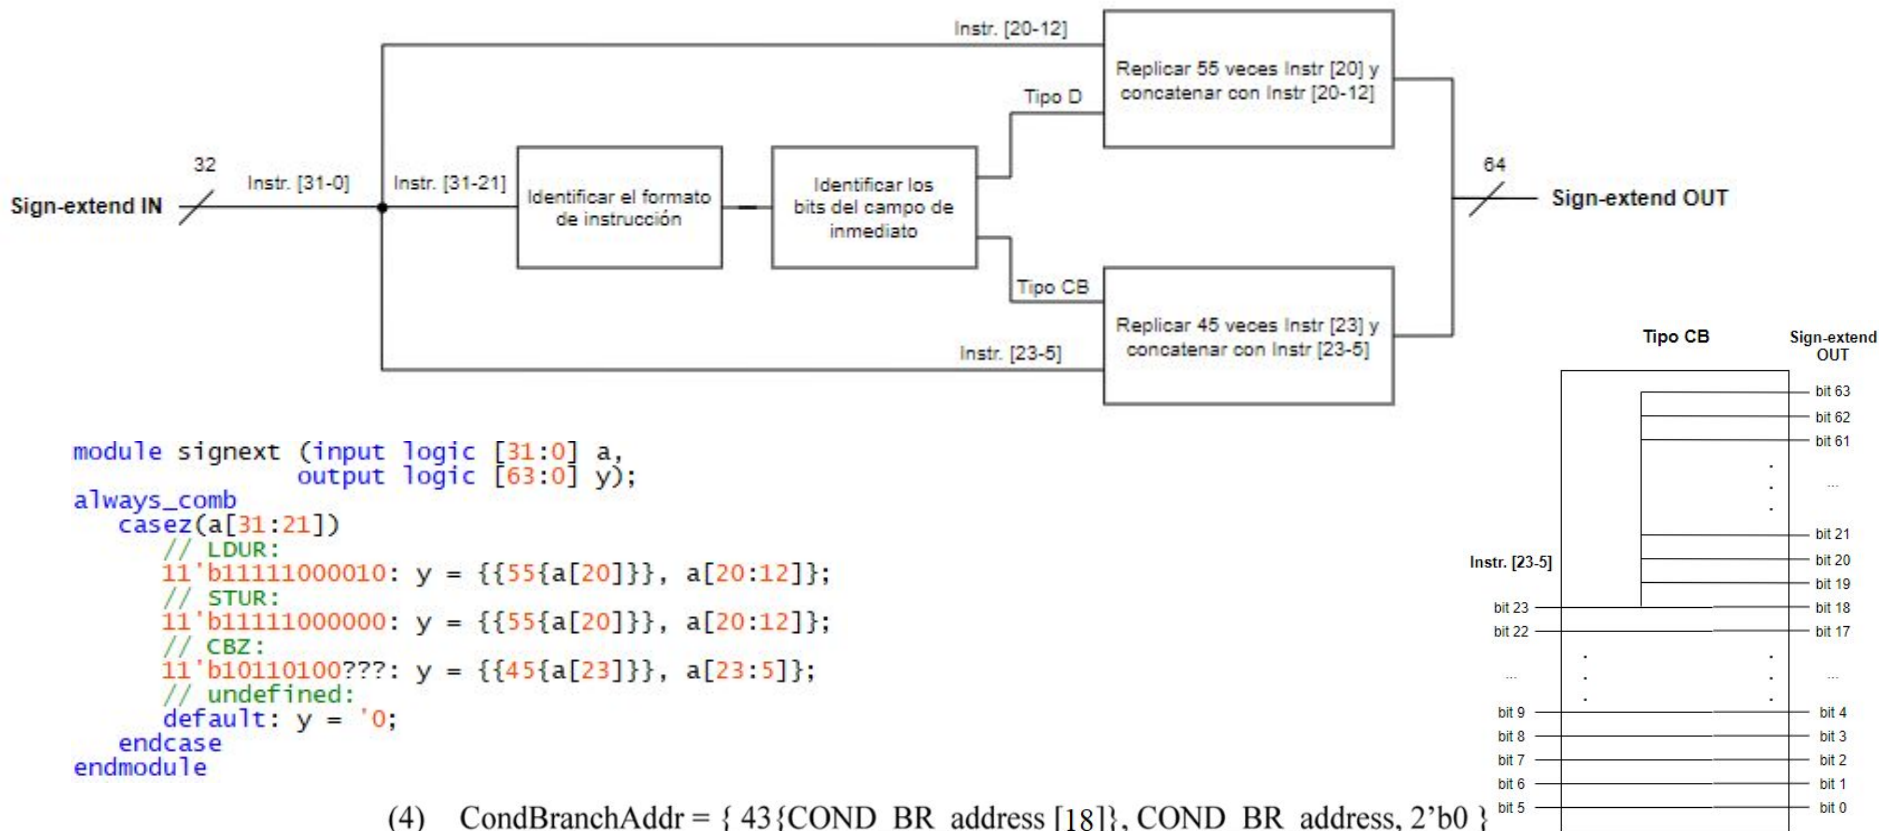 Instr. [20-12]
Replicar 55 veces Instr [20] y
concatenar con Instr [20-12]
Tipo D
32
Instr. [31-0]
Instr. [31-21]
Sign-extend IN
Identificar el formato
de instrucción
Identificar los
bits del campo de
inmediato
64
Sign-extend OUT
Tipo CB
Instr. [23-5]
Replicar 45 veces Instr [23] y
concatenar con Instr [23-5]
module signext (input logic [31:0] a,
output logic [63:0] y);
always_comb
casez(a[31:21])
// LDUR:
11'b11111000010: y = {{55{a[20]}}, a[20:12]};
// STUR:
11'b11111000000: y = {{55{a[20]}}, a[20:12]};
// CBZ:
11'b10110100???: y = {{45{a[23]}}, a[23:5]};
// undefined:
default: y = '0;
endcase
endmodule
Tipo CB
Sign-extend
OUT
bit 63
bit 62
bit 61
...
bit 21
bit 20
bit 19
Instr. [23-5]
bit 23
bit 18
bit 22
bit 17
...
...
bit 9
bit 4
bit 8
bit 3
bit 7
bit 2
bit 6
bit 1
bit 5
bit 0
(4) CondBranchAddr = { 43{COND_BR_address [18]}, COND_BR_address, 2’b0 }